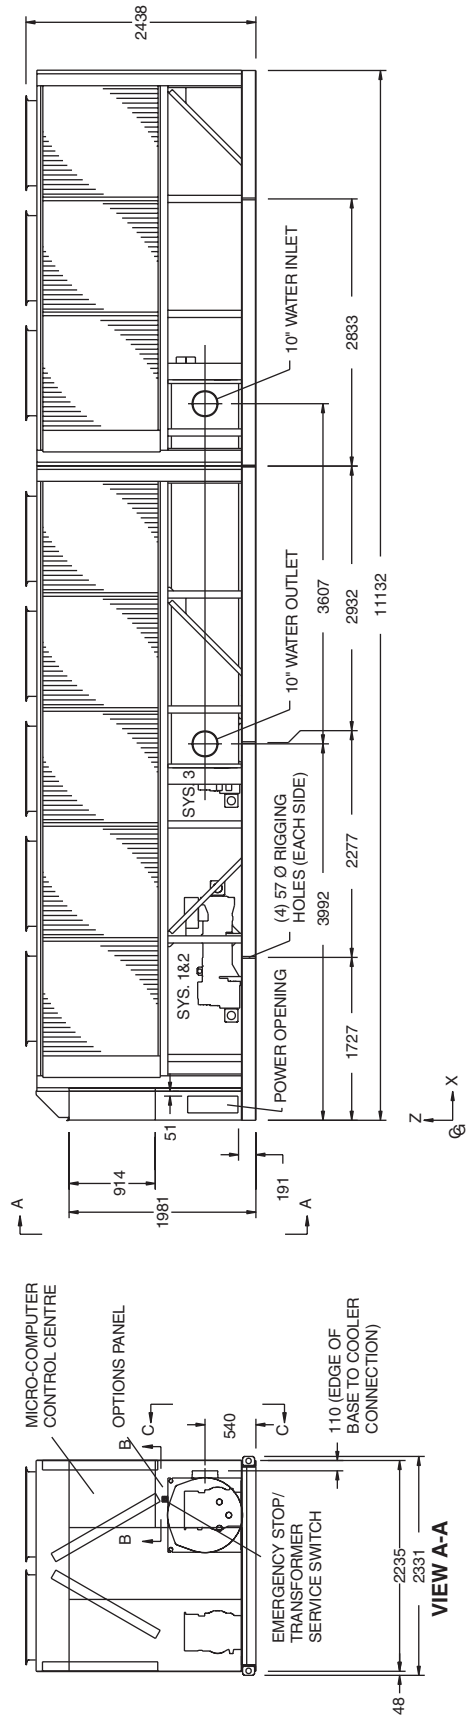 MICRO-COMPUTER
CONTROL CENTRE
OPTIONS PANEL
B
B
C
C
540
110 (EDGE OF
BASE TO COOLER
CONNECTION)
EMERGENCY STOP/
TRANSFORMER
SERVICE SWITCH
2235
2331
48
VIEW A-A
A
A
914
1981
51
191
Z
X
CG
2438
SYS. 1&2
SYS. 3
POWER OPENING
(4) 57 Ø RIGGING
HOLES (EACH SIDE)
10" WATER OUTLET
10" WATER INLET
3992
3607
1727
2277
2932
2833
11132